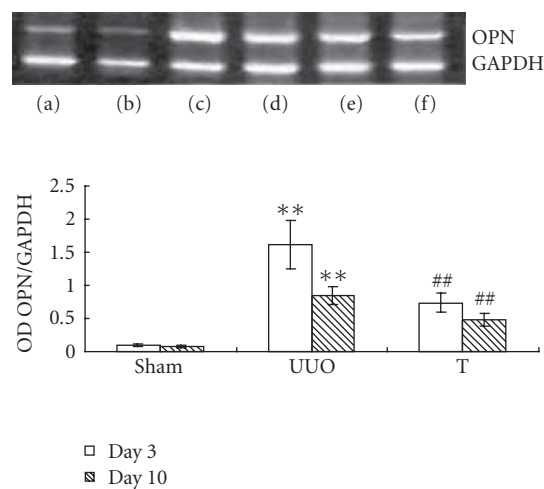 OPN
GAPDH
(a) (b) (c) (d) (e) (f)
OD OPN/GAPDH
2.5
2
1.5
1
0.5
0
**
**
##
##
Sham UUO T
Day 3
Day 10